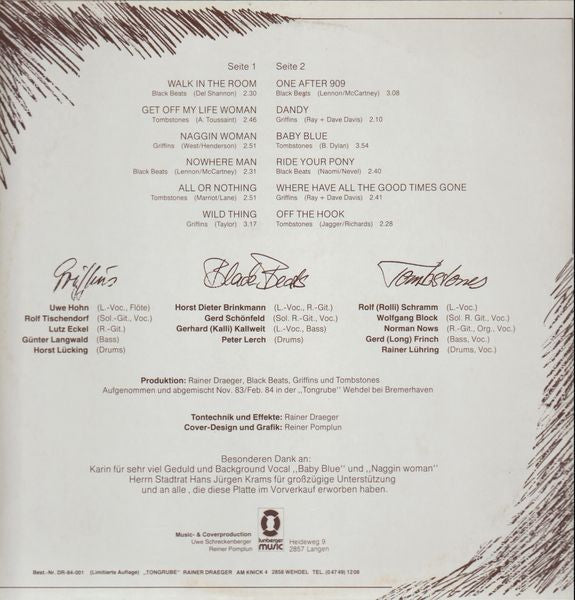 Seite 1
WALK IN THE ROOM
Black Beats (Del Shannon) 2.30
GET OFF MY LIFE WOMAN
Tombstones (A. Toussaint) 2.46
NAGGIN WOMAN
Griffins (West/Henderson) 2.51
NOWHERE MAN
Black Beats (Lennon/McCartney) 2.31
ALL OR NOTHING
Tombstones (Marriot/Lane) 2.51
WILD THING
Griffins (Taylor) 3.17
Seite 2
ONE AFTER 909
Black Beats (Lennon/McCartney) 3.08
DANDY
Griffins (Ray + Dave Davis) 2.10
BABY BLUE
Tombstones (B. Dylan) 3.54
RIDE YOUR PONY
Black Beats (Naomi/Nevel) 2.40
WHERE HAVE ALL THE GOOD TIMES GONE
Griffins (Ray + Dave Davis) 2.41
OFF THE HOOK
Tombstones (Jagger/Richards) 2.28
Griffins
Uwe Hohn (L.-Voc., Flöte)
Rolf Tischendorf (Sol.-Git., Voc.)
Lutz Eckel (R.-Git.)
Günter Langwald (Bass)
Horst Lücking (Drums)
Black Beats
Horst Dieter Brinkmann (L.-Voc., R.-Git.)
Gerd Schönfeld (Sol. R.-Git., Voc.)
Gerhard (Kalli) Kallweit (L.-Voc., Bass)
Peter Lerch (Drums)
Tombstones
Rolf (Rolli) Schramm (L.-Voc.)
Wolfgang Block (Sol. R. Git., Voc.)
Norman Nows (R.-Git., Org., Voc.)
Gerd (Long) Frinch (Bass, Voc.)
Rainer Lühring (Drums, Voc.)
Produktion: Rainer Draeger, Black Beats, Griffins und Tombstones
Aufgenommen und abgemischt Nov. 83/Feb. 84 in der ,,Tongrube" Wehdel bei Bremerhaven
Tontechnik und Effekte: Rainer Draeger
Cover-Design und Grafik: Reiner Pomplun
Besonderen Dank an:
Karin für sehr viel Geduld und Background Vocal ,,Baby Blue" und ,,Naggin woman"
Herrn Stadtrat Hans Jürgen Krams für großzügige Unterstützung
und an alle , die diese Platte im Vorverkauf erworben haben.
Music- & Coverproduction
Uwe Schreckenberger
Reiner Pomplun
lunberger
music
Heideweg 9
2857 Langen
Best.-Nr. DR-84-001 (Limitierte Auflage) ,,TONGRUBE" RAINER DRAEGER AM KNICK 4 2858 WEHDEL TEL. (0 47 49) 12 08